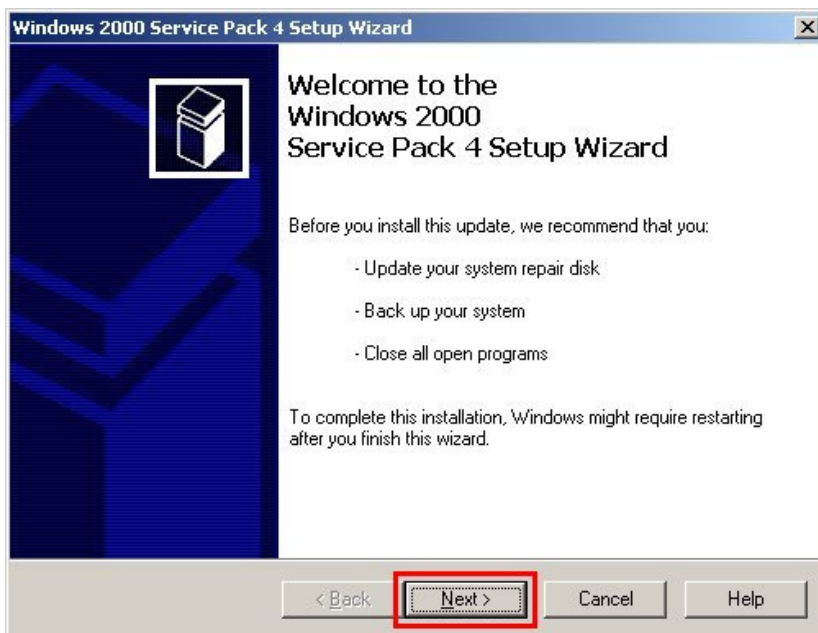 Windows 2000 Service Pack 4 Setup Wizard
Welcome to the
Windows 2000
Service Pack 4 Setup Wizard
Before you install this update, we recommend that you:
- Update your system repair disk
- Back up your system
- Close all open programs
To complete this installation, Windows might require restarting
after you finish this wizard.
< Back
Next >
Cancel
Help